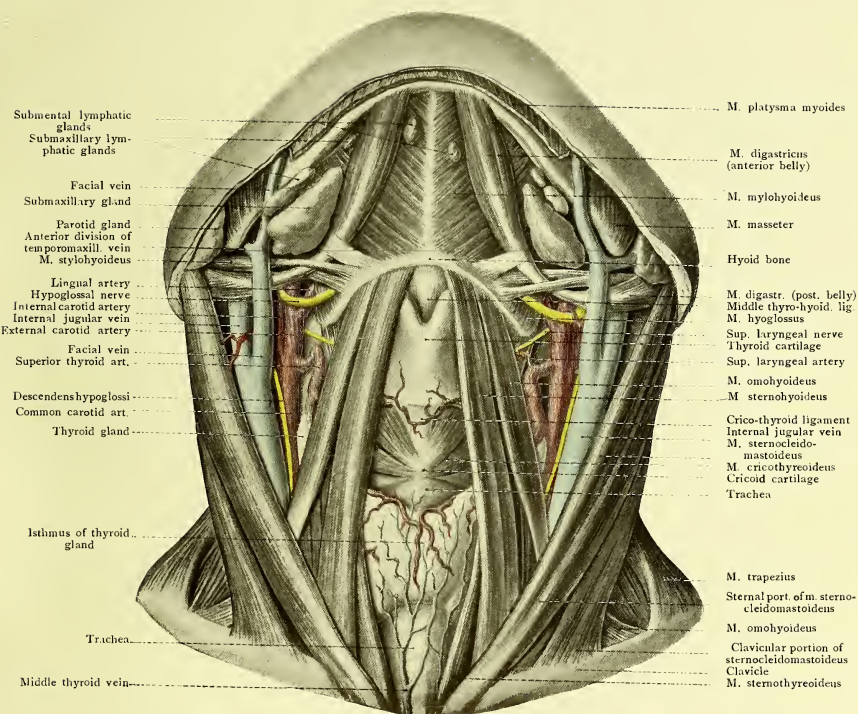 Submental lymphatic
glands
Submaxillary lym-
phatic glands
Facial vein
Submaxillary gland
Parotid gland
Anterior division of
temporomaxill. vein
M. stylohyoideus
Lingual artery
Hypoglossal nerve
Internal carotid artery
Internal jugular vein
External carotid artery
Facial vein
Superior thyroid art.
Descendens hypoglossi
Common carotid art.
Thyroid gland
Isthmus of thyroid
gland
Trachea
Middle thyroid vein
M. platysma myoides
M. digastricus
(anterior belly)
M. mylohyoideus
M. masseter
Hyoid bone
M. digastr. (post. belly)
Middle thyro-hyoid. lig.
M. hyoglossus
Sup. laryngeal nerve
Thyroid cartilage
Sup. laryngeal artery
M. omohyoideus
M sternohyoideus
Crico-thyroid ligament
Internal jugular vein
M. sternocleido-
mastoideus
M. cricothyreoideus
Cricoid cartilage
Trachea
M. trapezius
Sternal port. of m. sterno-
cleidomastoideus
M. omohyoideus
Clavicular portion of
sternocleidomastoideus
Clavicle
M. sternothyreoideus